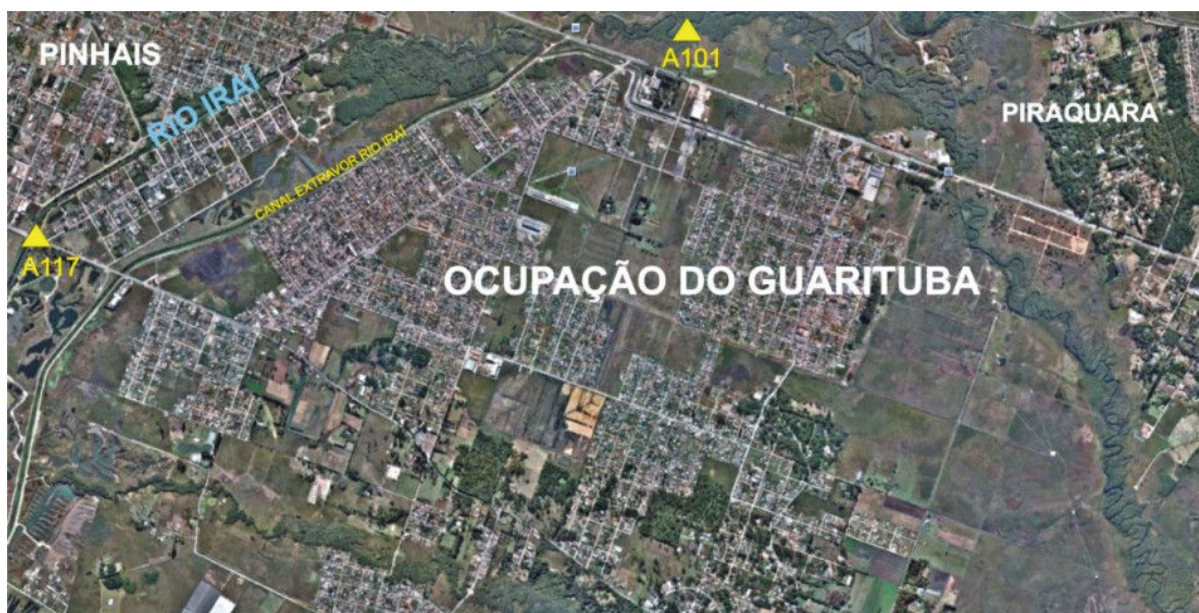 PINHAIS
A101
RIO IRAÍ
PIRAQUARA
CANAL EXTRAVOR RIO IRAÍ
A117
OCUPAÇÃO DO GUARITUBA